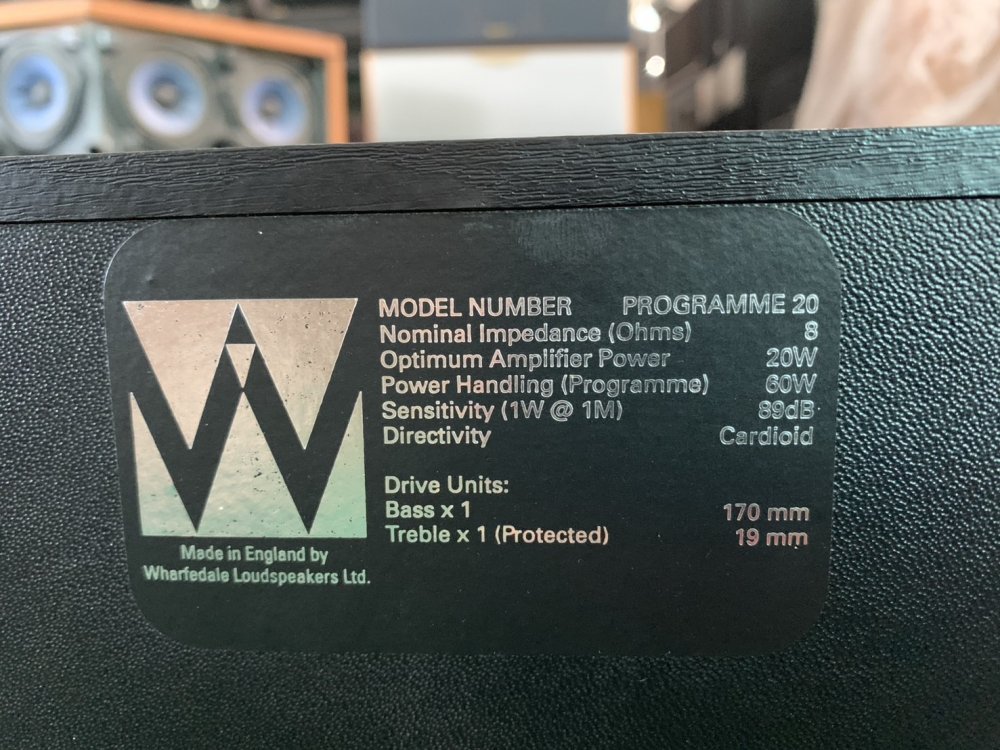 MODEL NUMBER PROGRAMME 20
Nominal Impedance (Ohms) 8
Optimum Amplifier Power 20W
Power Handling (Programme) 60W
Sensitivity (1W @ 1M) 89dB
Directivity Cardioid
Drive Units:
Bass x 1 170 mm
Treble x 1 (Protected) 19 mm
W
Made in England by
Wharfedale Loudspeakers Ltd.